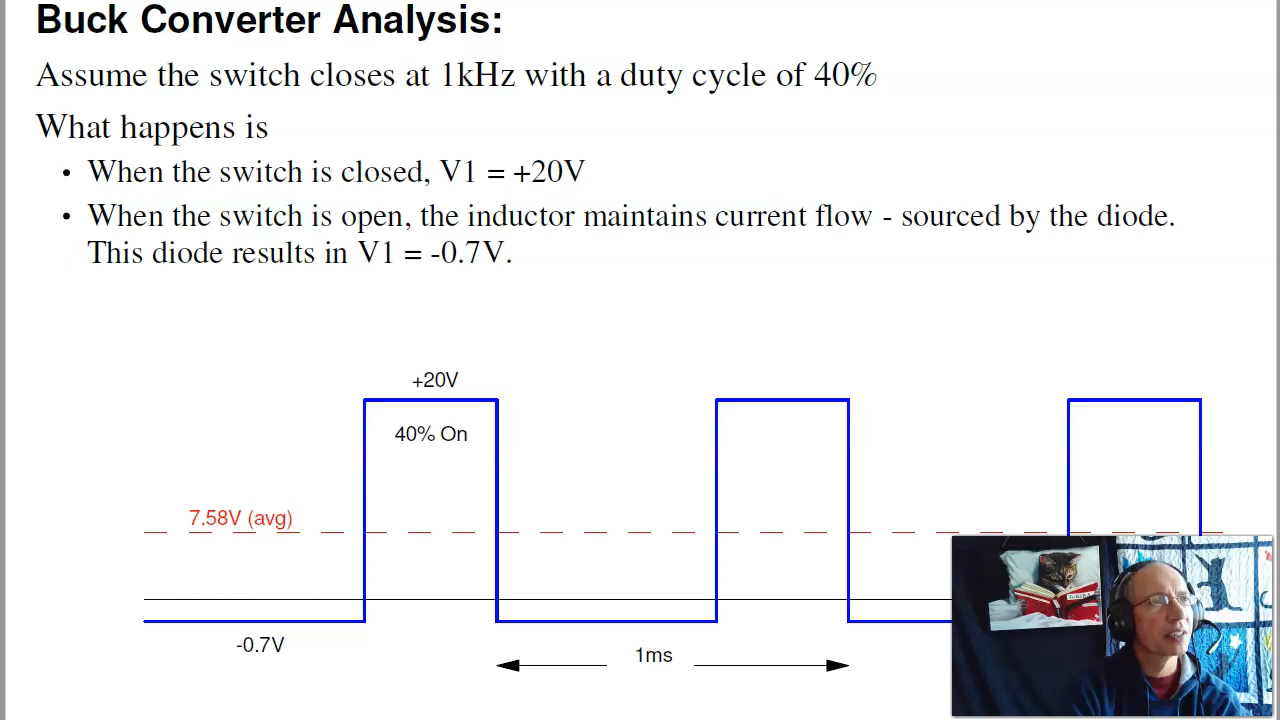 Buck Converter Analysis:
Assume the switch closes at 1kHz with a duty cycle of 40%
What happens is
• When the switch is closed, V1 = +20V
• When the switch is open, the inductor maintains current flow - sourced by the diode.
This diode results in V1 = -0.7V.
+20V
40% On
7.58V (avg)
-0.7V
1ms